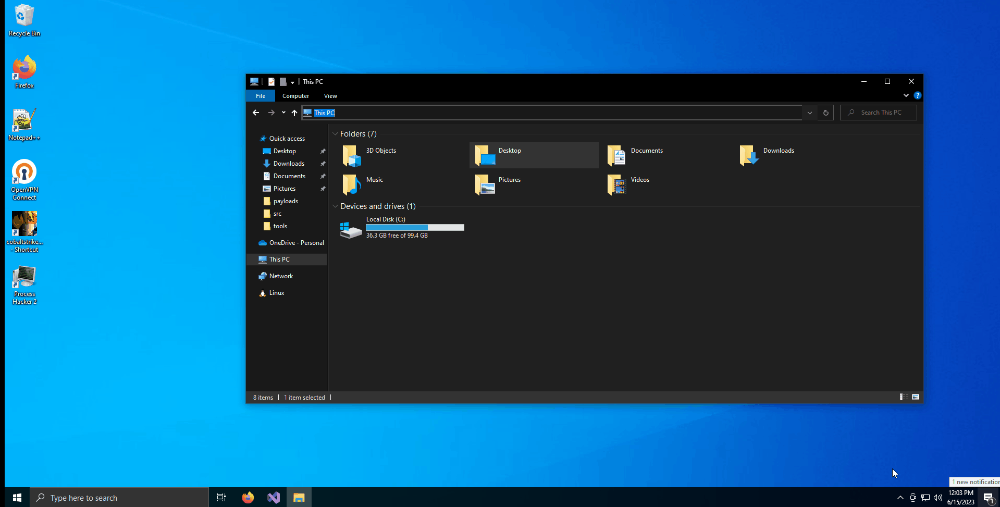 Recycle Bin
Firefox
Notepad++
OpenVPN
Connect
cobaltstrike...
- Shortcut
Process
Hacker 2
This PC
File
Computer
View
?
This PC
Search This PC
Quick access
Desktop
Downloads
Documents
Pictures
payloads
src
tools
OneDrive - Personal
This PC
Network
Linux
Folders (7)
3D Objects
Desktop
Documents
Downloads
Music
Pictures
Videos
Devices and drives (1)
Local Disk (C:)
36.3 GB free of 99.4 GB
8 items
1 item selected
1 new notification
Type here to search
12:03 PM
6/15/2023
1